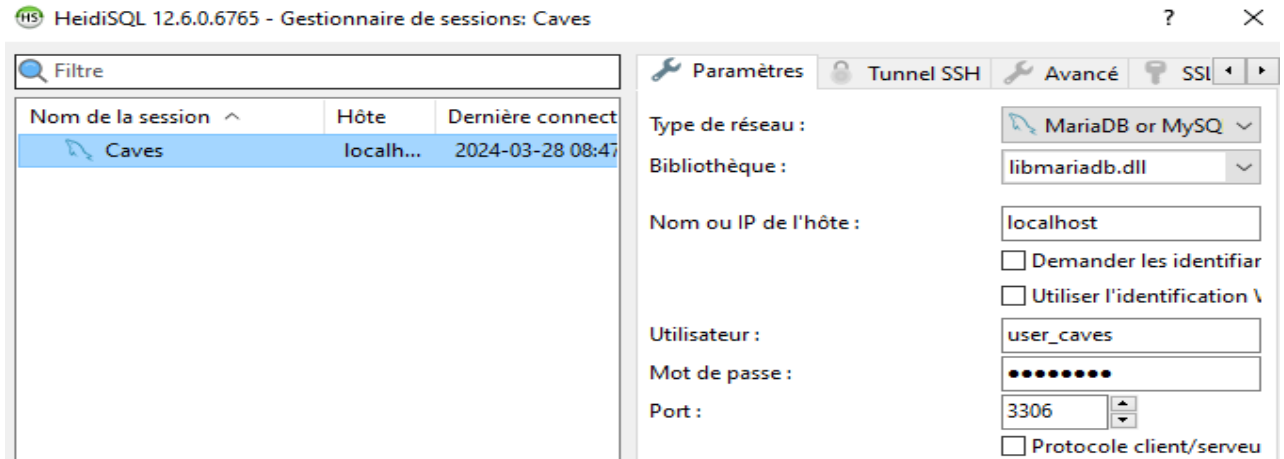 HS HeidiSQL 12.6.0.6765 - Gestionnaire de sessions: Caves ? ×
Filtre
Nom de la session Hôte Dernière connect
Caves localh... 2024-03-28 08:47
Paramètres Tunnel SSH Avancé SSL
Type de réseau : MariaDB or MySQ
Bibliothèque : libmariadb.dll
Nom ou IP de l'hôte : localhost
Demander les identifiar
Utiliser l'identification
Utilisateur : user_caves
Mot de passe : ●●●●●●●●
Port : 3306
Protocole client/serveu